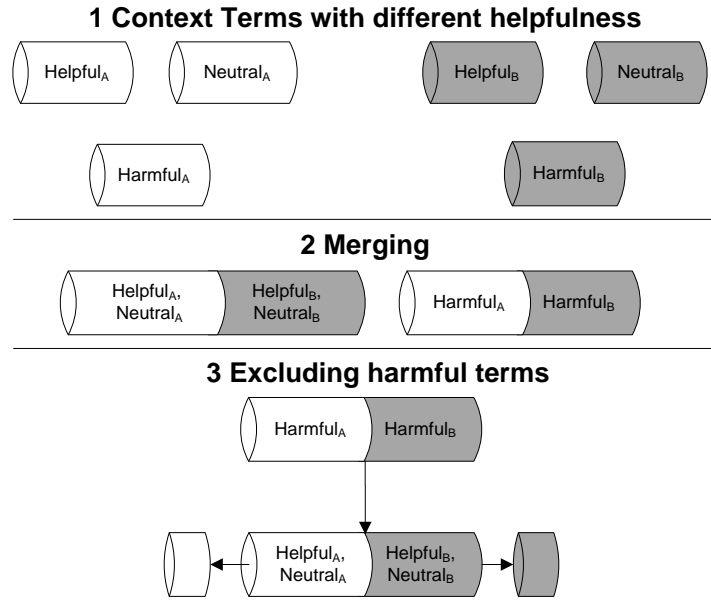 1 Context Terms with different helpfulness
HelpfulA NeutralA HelpfulB NeutralB
HarmfulA HarmfulB
2 Merging
HelpfulA, HelpfulB,
NeutralA NeutralB
HarmfulA HarmfulB
3 Excluding harmful terms
HarmfulA HarmfulB
HelpfulA, HelpfulB,
NeutralA NeutralB